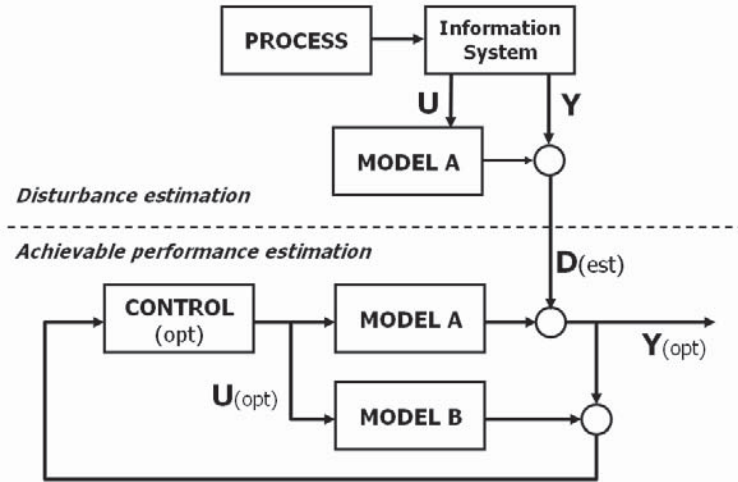 PROCESS
Information
System
U
Y
MODEL A
Disturbance estimation
Achievable performance estimation
D(est)
CONTROL
(opt)
MODEL A
Y(opt)
U(opt)
MODEL B